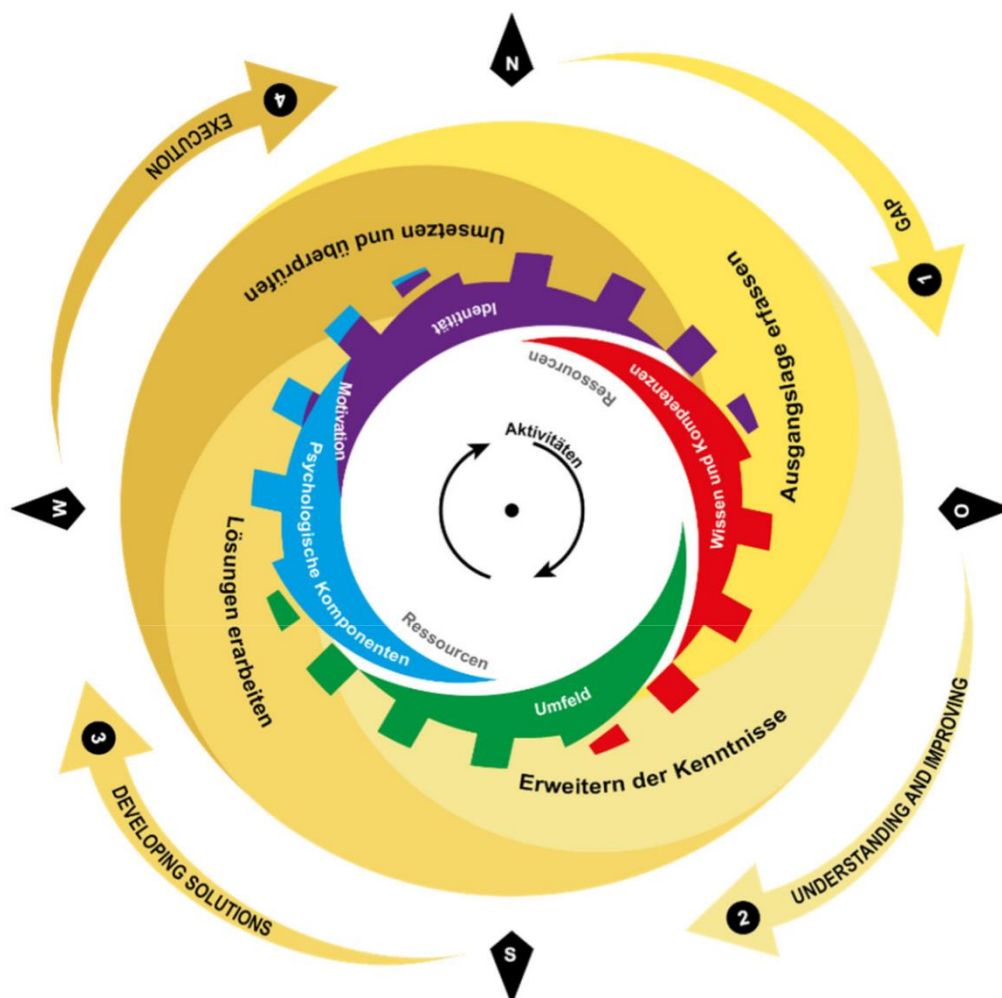 N
1
GAP
Ausgangslage erfassen
O
UNDERSTANDING AND IMPROVING
2
Erweitern der Kenntnisse
S
DEVELOPING SOLUTIONS
3
Lösungen erarbeiten
W
EXECUTION
4
Umsetzen und überprüfen
Identität
Motivation
Psychologische Komponenten
Umfeld
Wissen und Kompetenzen
Ressourcen
Aktivitäten
Ressourcen